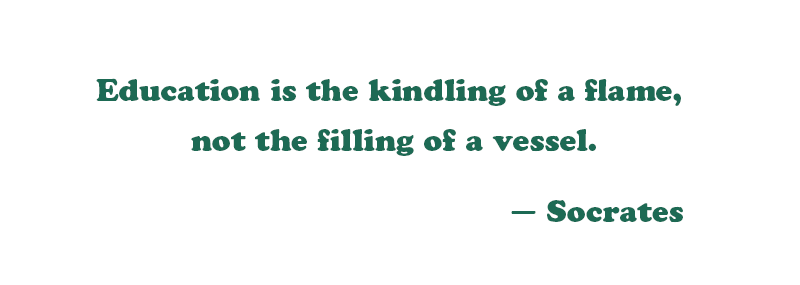 Education is the kindling of a flame,
not the filling of a vessel.
— Socrates